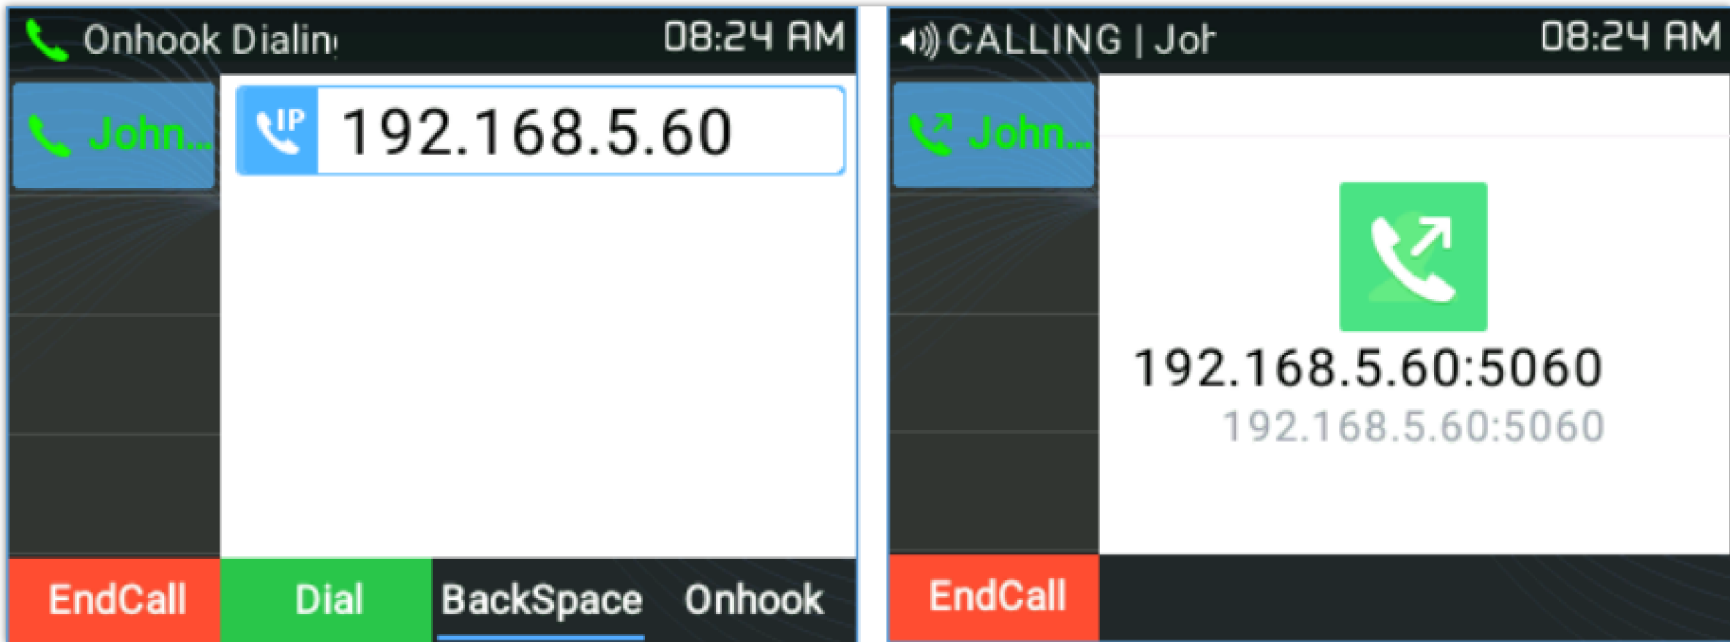 Onhook Dialin
08:24 AM
John...
IP
192.168.5.60
EndCall
Dial
BackSpace
Onhook
CALLING | Joh
08:24 AM
John...
192.168.5.60:5060
192.168.5.60:5060
EndCall